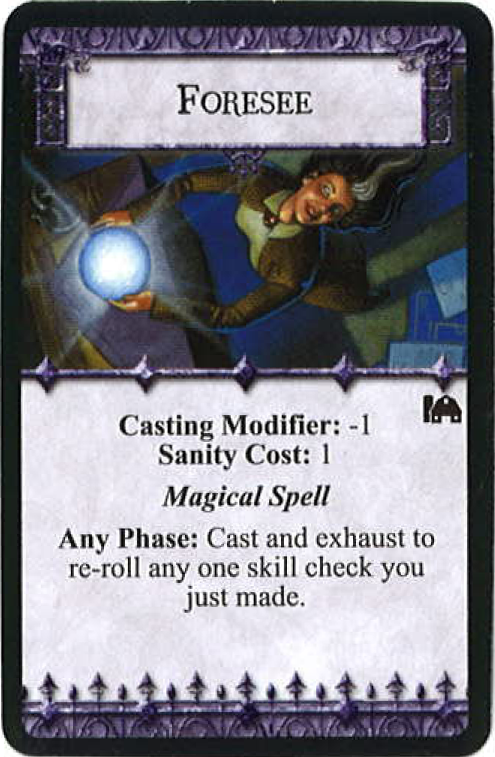 FORESEE
Casting Modifier: -1
Sanity Cost: 1
Magical Spell
Any Phase: Cast and exhaust to
re-roll any one skill check you
just made.